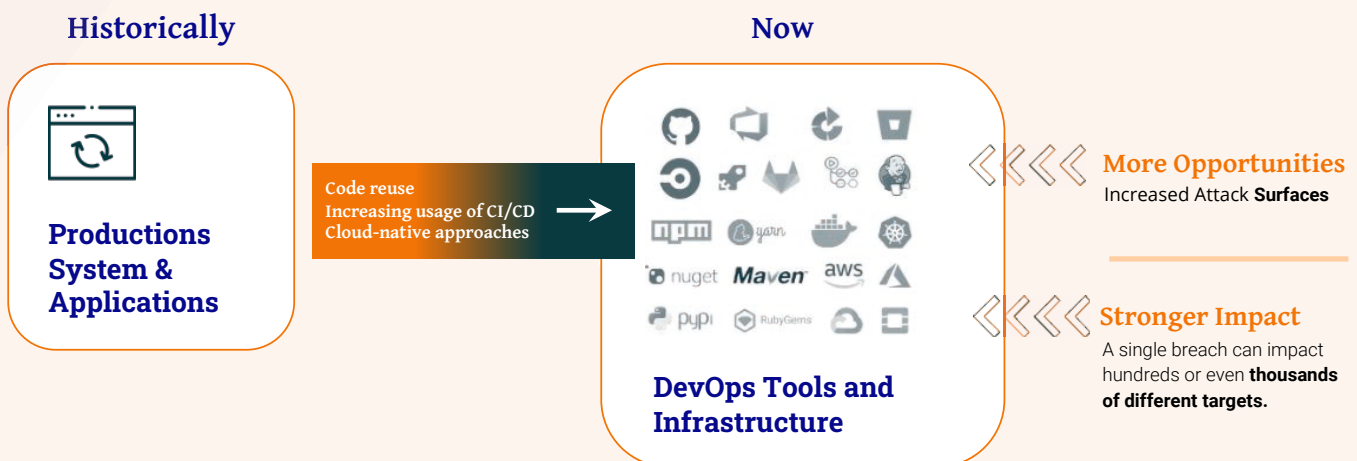 Historically
Now
Productions
System &
Applications
Code reuse
Increasing usage of CI/CD
Cloud-native approaches
npm
yarn
nuget
Maven
aws
pypi
RubyGems
DevOps Tools and
Infrastructure
More Opportunities
Increased Attack Surfaces
Stronger Impact
A single breach can impact
hundreds or even thousands
of different targets.